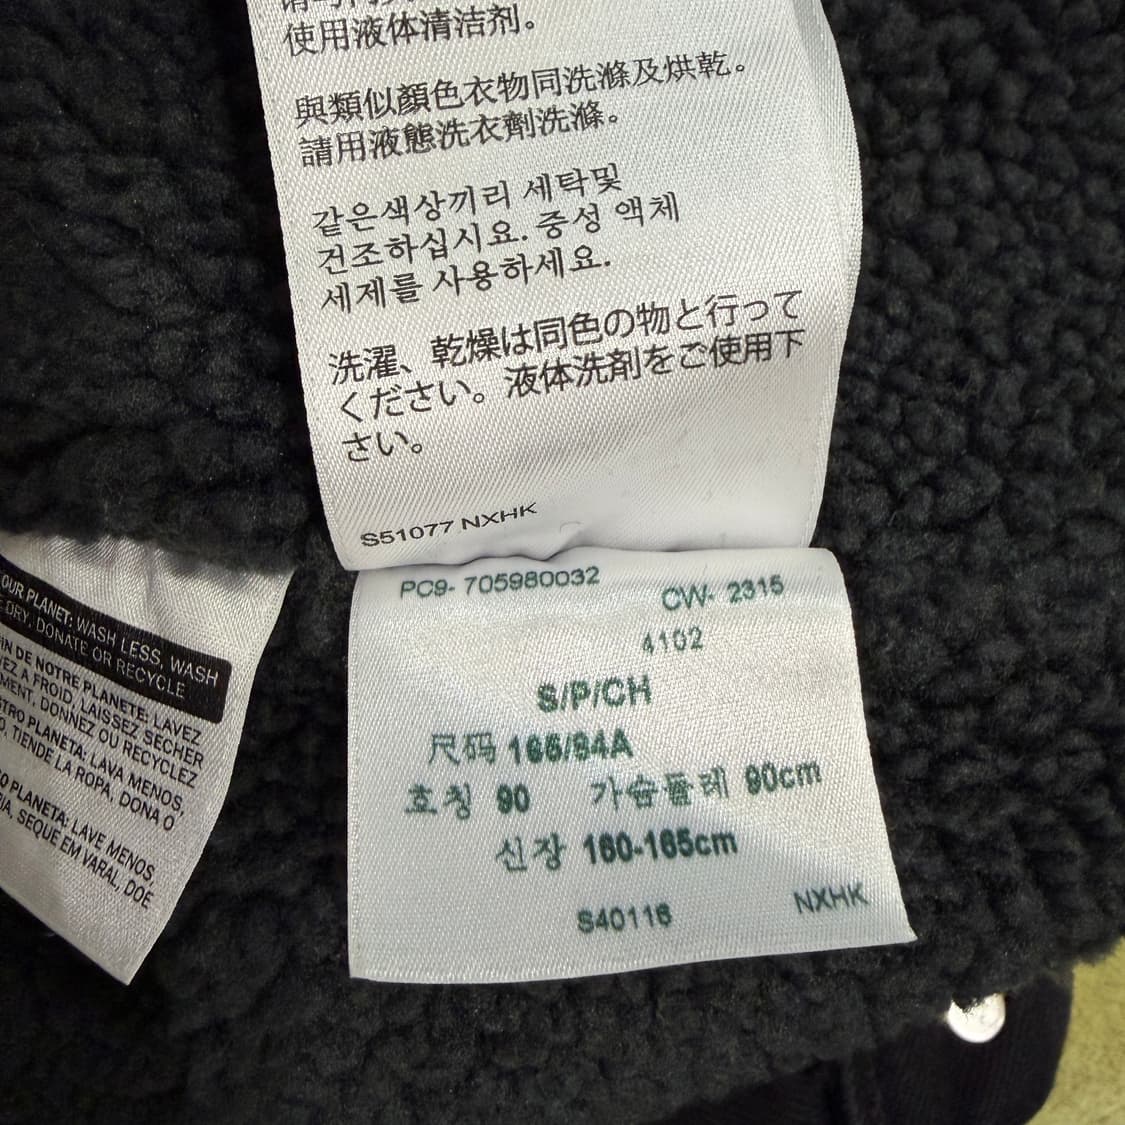 使用液体清洁剂。
與類似顏色衣物同洗滌及烘乾。
請用液態洗衣劑洗滌。
같은색상끼리 세탁및
건조하십시요. 중성 액체
세제를 사용하세요.
洗濯、乾燥は同色の物と行って
ください。液体洗剤をご使用下
さい。
S51077 NXHK
PC9- 705980032
CW- 2315
4102
S/P/CH
尺码 165/84A
호칭 90 가슴둘레 90cm
신장 160-165cm
S40116
NXHK
OUR PLANET: WASH LESS, WASH
DRY, DONATE OR RECYCLE
IN DE NOTRE PLANETE: LAVEZ
EZ A FROID, LAISSEZ SÉCHER
MENT, DONNEZ OU RECYCLEZ
STRO PLANETA: LAVA MENOS,
O, TIENDE LA ROPA, DONA O
O PLANETA: LAVE MENOS
IA, SEQUE EM VARAL, DOE